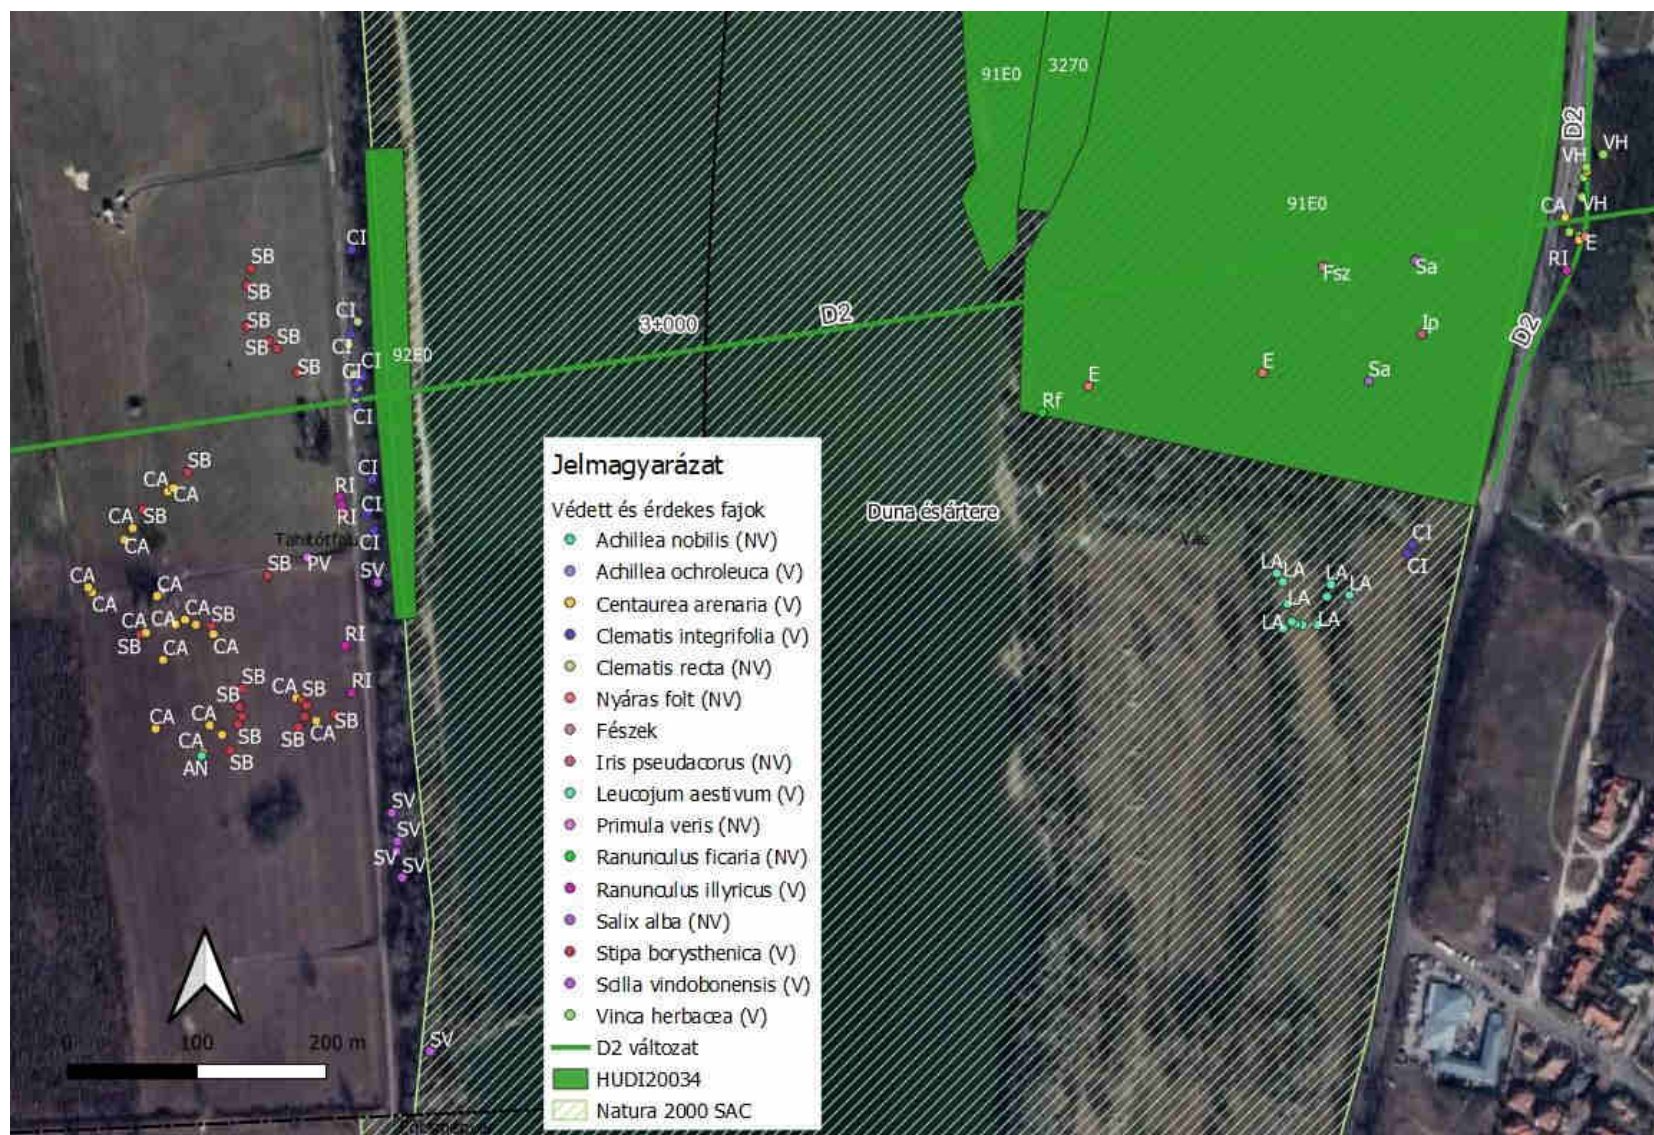 91E0
3270
D2
VH
VH
91E0
CA
VH
E
RI
CI
SB
SB
Fsz
Sa
SB
SB
SB
CI
CI
3+000
D2
Ip
D2
CI
92E0
SB
CI
E
E
Sa
CI
Rf
SB
CA
CA
CI
RI
CA
SB
CI
RI
CA
CI
Duna és ártere
Vác
CI
CI
SB
PV
SV
CA
CA
CA
LA
LA
LA
LA
LA
LA
LA
CA
CA
CA
SB
SB
CA
CA
RI
SB
CA
SB
RI
SB
CA
CA
SB
CA
SB
SB
CA
SB
AN
SV
SV
SV
SV
SV
0
100
200 m
Jelmagyarázat
Védett és érdekes fajok
Achillea nobilis (NV)
Achillea ochroleuca (V)
Centaurea arenaria (V)
Clematis integrifolia (V)
Clematis recta (NV)
Nyáras folt (NV)
Fészek
Iris pseudacorus (NV)
Leucojum aestivum (V)
Primula veris (NV)
Ranunculus ficaria (NV)
Ranunculus illyricus (V)
Salix alba (NV)
Stipa borysthenica (V)
Scilla vindobonensis (V)
Vinca herbacea (V)
D2 változat
HUDI20034
Natura 2000 SAC